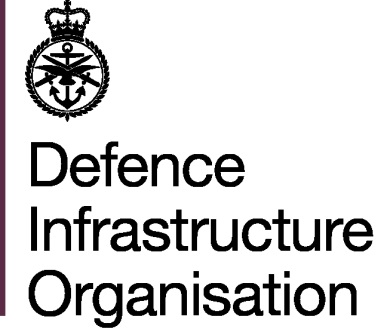 Defence
Infrastructure
Organisation